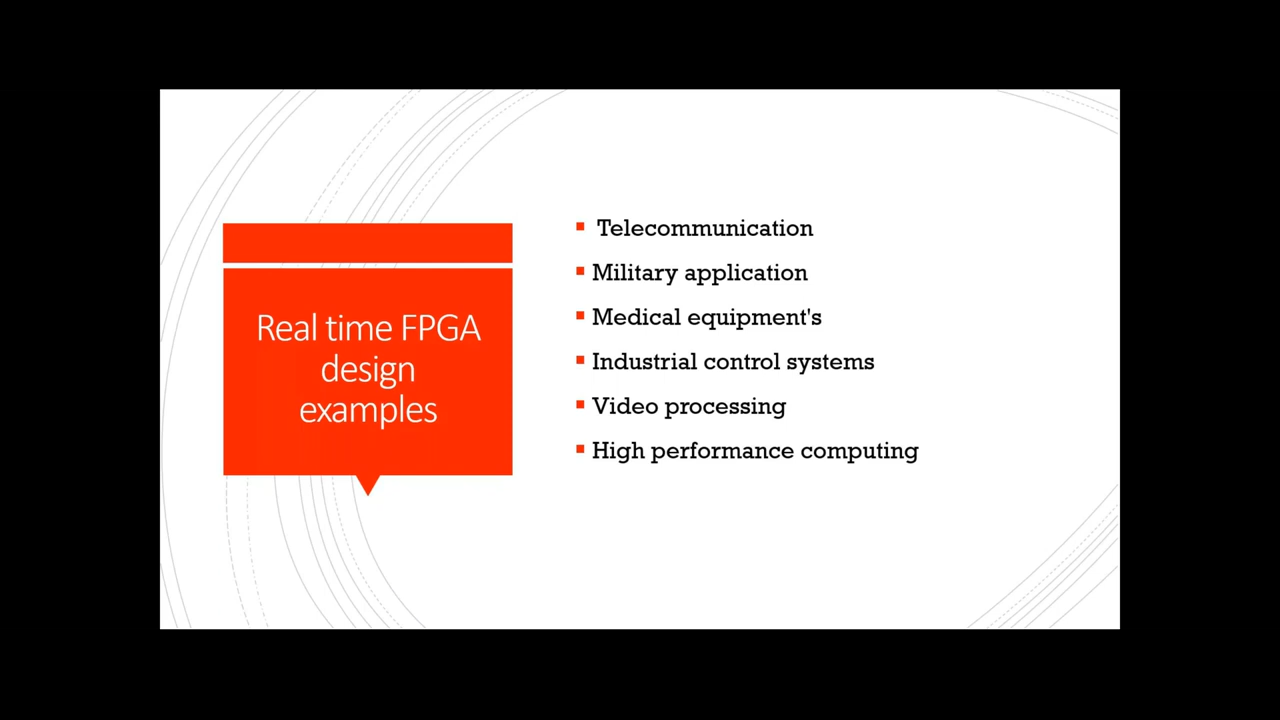 Real time FPGA
design
examples
Telecommunication
Military application
Medical equipment's
Industrial control systems
Video processing
High performance computing